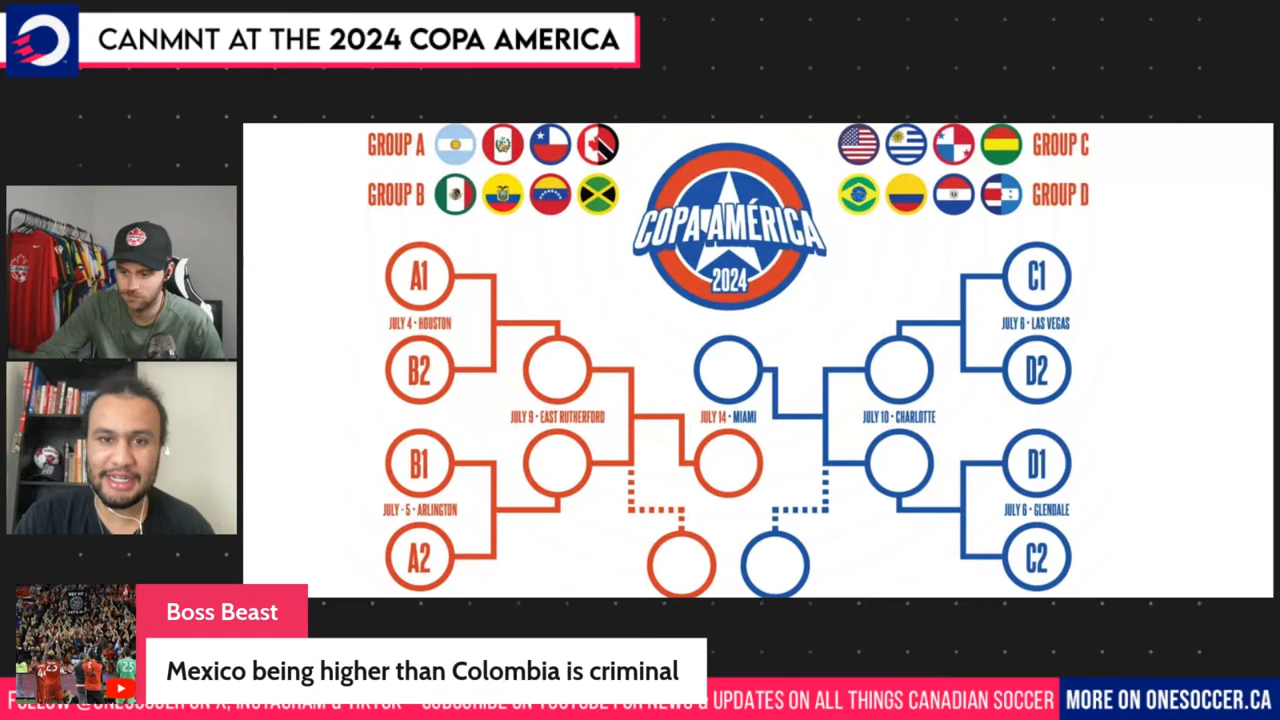 CANMNT AT THE 2024 COPA AMERICA
GROUP A
GROUP B
GROUP C
GROUP D
COPA AMÉRICA
2024
A1
JULY 4 • HOUSTON
B2
B1
JULY - 5 • ARLINGTON
A2
JULY 9 • EAST RUTHERFORD
JULY 14 • MIAMI
JULY 10 • CHARLOTTE
C1
JULY 6 • LAS VEGAS
D2
D1
JULY 6 • GLENDALE
C2
Boss Beast
Mexico being higher than Colombia is criminal
UPDATES ON ALL THINGS CANADIAN SOCCER
MORE ON ONESOCCER.CA